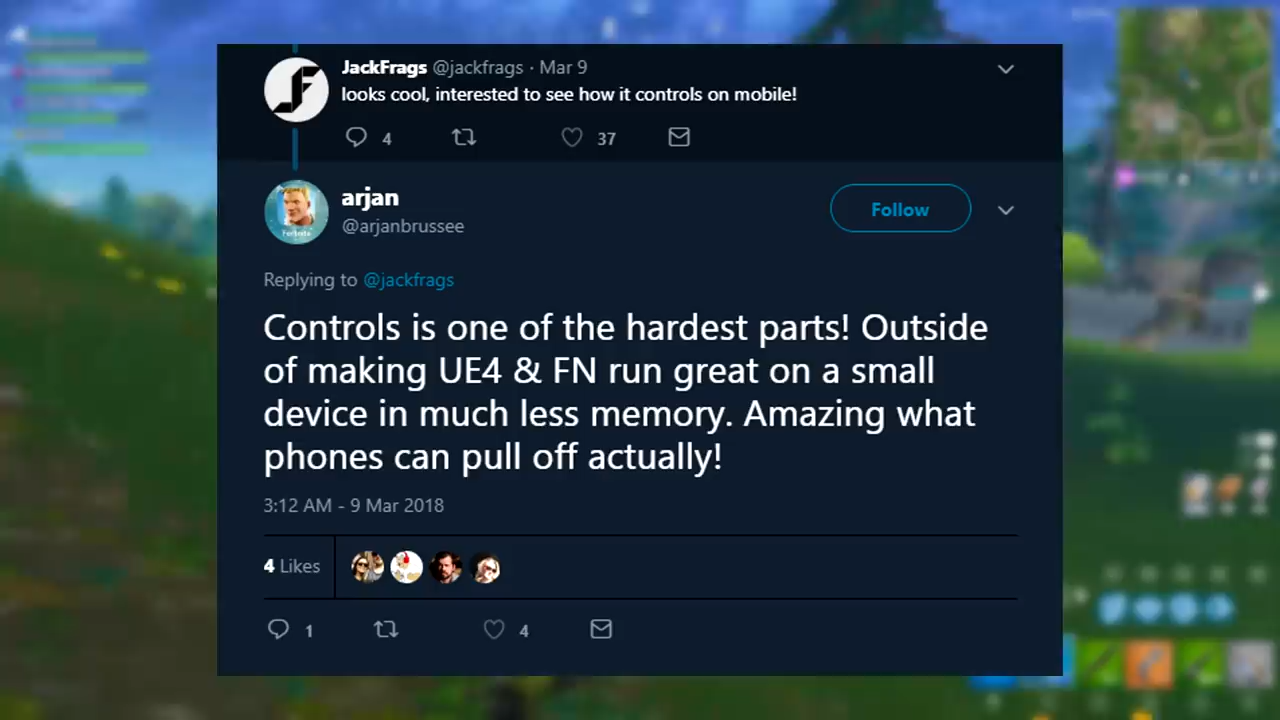 JackFrags @jackfrags · Mar 9
looks cool, interested to see how it controls on mobile!
4 37
arjan
@arjanbrussee
Follow
Replying to @jackfrags
Controls is one of the hardest parts! Outside
of making UE4 & FN run great on a small
device in much less memory. Amazing what
phones can pull off actually!
3:12 AM - 9 Mar 2018
4 Likes
1 4